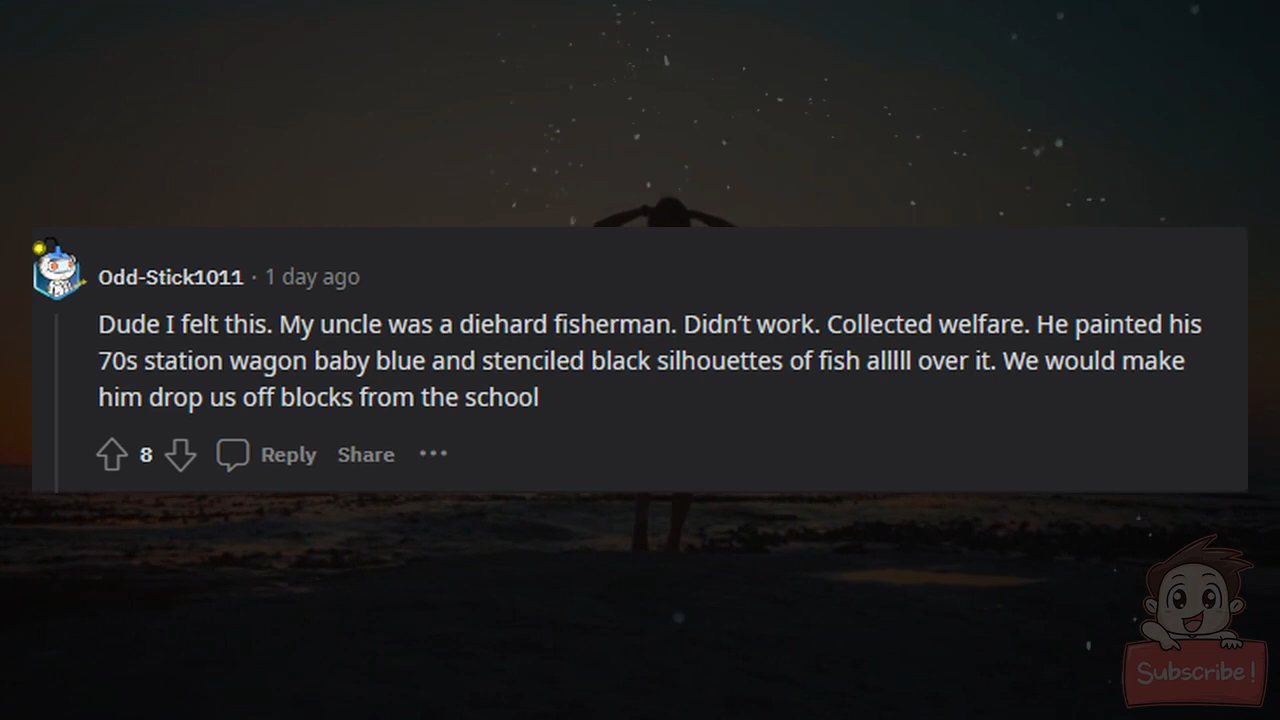 Odd-Stick1011 · 1 day ago
Dude I felt this. My uncle was a diehard fisherman. Didn’t work. Collected welfare. He painted his
70s station wagon baby blue and stenciled black silhouettes of fish alllll over it. We would make
him drop us off blocks from the school
8 Reply Share ···
Subscribe!